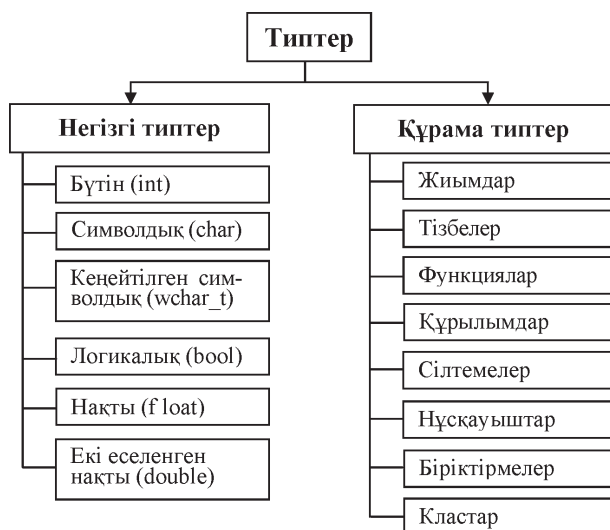 Типтер
Негізгі типтер
Бүтін (int)
Символдық (char)
Кеңейтілген сим-
волдық (wchar_t)
Логикалық (bool)
Нақты (f loat)
Екі еселенген
нақты (double)
Құрама типтер
Жиымдар
Тізбелер
Функциялар
Құрылымдар
Сілтемелер
Нұсқауыштар
Біріктірмелер
Кластар